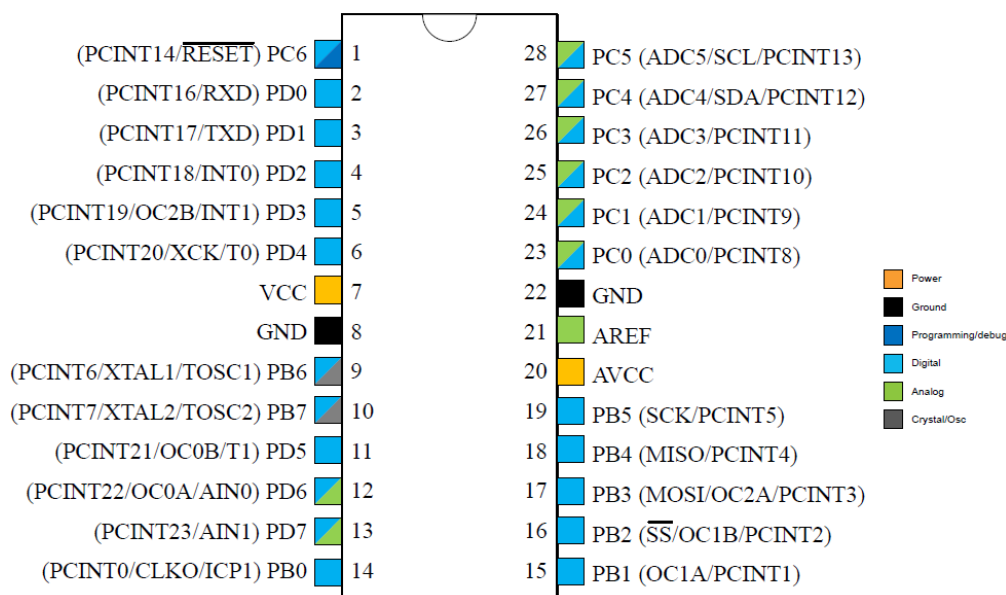 (PCINT14/RESET) PC6 1
(PCINT16/RXD) PD0 2
(PCINT17/TXD) PD1 3
(PCINT18/INT0) PD2 4
(PCINT19/OC2B/INT1) PD3 5
(PCINT20/XCK/T0) PD4 6
VCC 7
GND 8
(PCINT6/XTAL1/TOSC1) PB6 9
(PCINT7/XTAL2/TOSC2) PB7 10
(PCINT21/OC0B/T1) PD5 11
(PCINT22/OC0A/AIN0) PD6 12
(PCINT23/AIN1) PD7 13
(PCINT0/CLKO/ICP1) PB0 14
28 PC5 (ADC5/SCL/PCINT13)
27 PC4 (ADC4/SDA/PCINT12)
26 PC3 (ADC3/PCINT11)
25 PC2 (ADC2/PCINT10)
24 PC1 (ADC1/PCINT9)
23 PC0 (ADC0/PCINT8)
22 GND
21 AREF
20 AVCC
19 PB5 (SCK/PCINT5)
18 PB4 (MISO/PCINT4)
17 PB3 (MOSI/OC2A/PCINT3)
16 PB2 (SS/OC1B/PCINT2)
15 PB1 (OC1A/PCINT1)
Power
Ground
Programming/debug
Digital
Analog
Crystal/Osc